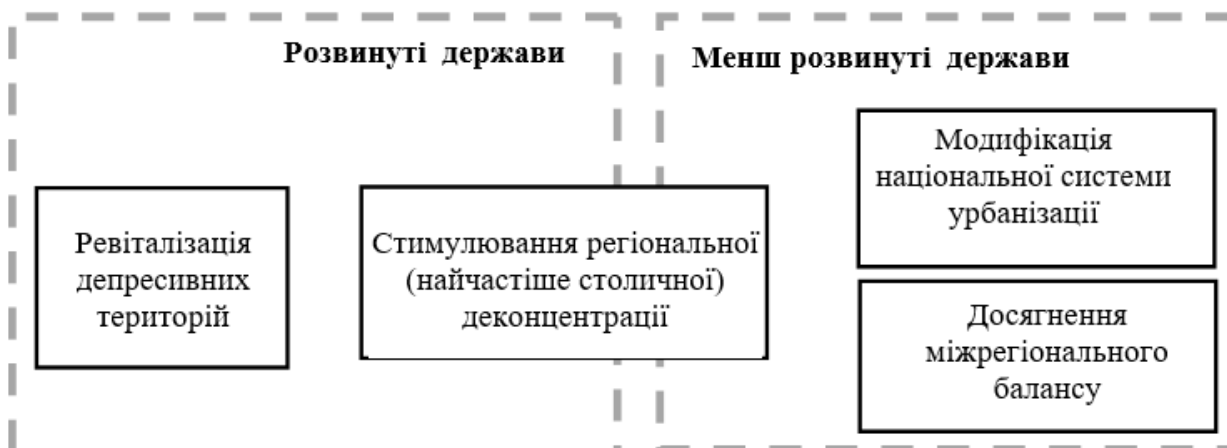 Розвинуті держави
Менш розвинуті держави
Ревіталізація
депресивних
територій
Стимулювання регіональної
(найчастіше столичної)
деконцентрації
Модифікація
національної системи
урбанізації
Досягнення
міжрегіонального
балансу